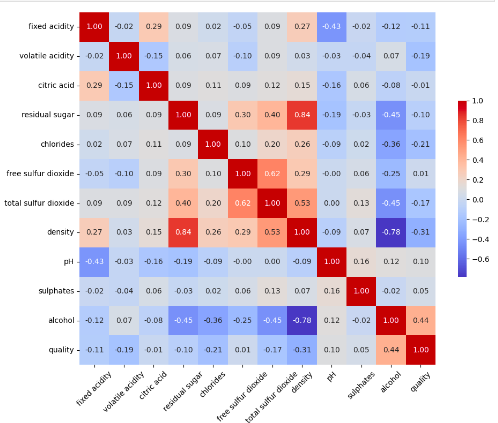 fixed acidity 1.00 -0.02 0.29 0.09 0.02 -0.05 0.09 0.27 -0.43 -0.02 -0.12 -0.11
volatile acidity -0.02 1.00 -0.15 0.06 0.07 -0.10 0.09 0.03 -0.03 -0.04 0.07 -0.19
citric acid 0.29 -0.15 1.00 0.09 0.11 0.09 0.12 0.15 -0.16 0.06 -0.08 -0.01
residual sugar 0.09 0.06 0.09 1.00 0.09 0.30 0.40 0.84 -0.19 -0.03 -0.45 -0.10
chlorides 0.02 0.07 0.11 0.09 1.00 0.10 0.20 0.26 -0.09 0.02 -0.36 -0.21
free sulfur dioxide -0.05 -0.10 0.09 0.30 0.10 1.00 0.62 0.29 -0.00 0.06 -0.25 0.01
total sulfur dioxide 0.09 0.09 0.12 0.40 0.20 0.62 1.00 0.53 0.00 0.13 -0.45 -0.17
density 0.27 0.03 0.15 0.84 0.26 0.29 0.53 1.00 -0.09 0.07 -0.78 -0.31
pH -0.43 -0.03 -0.16 -0.19 -0.09 -0.00 0.00 -0.09 1.00 0.16 0.12 0.10
sulphates -0.02 -0.04 0.06 -0.03 0.02 0.06 0.13 0.07 0.16 1.00 -0.02 0.05
alcohol -0.12 0.07 -0.08 -0.45 -0.36 -0.25 -0.45 -0.78 0.12 -0.02 1.00 0.44
quality -0.11 -0.19 -0.01 -0.10 -0.21 0.01 -0.17 -0.31 0.10 0.05 0.44 1.00
fixed acidity
volatile acidity
citric acid
residual sugar
chlorides
free sulfur dioxide
total sulfur dioxide
density
pH
sulphates
alcohol
quality
1.0
0.8
0.6
0.4
0.2
0.0
−0.2
−0.4
−0.6